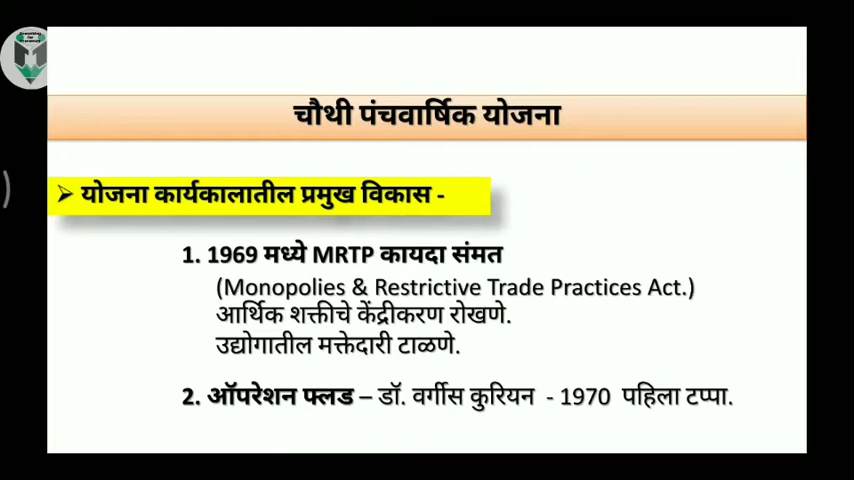 चौथी पंचवार्षिक योजना
➢ योजना कार्यकालातील प्रमुख विकास -
1. 1969 मध्ये MRTP कायदा संमत
(Monopolies & Restrictive Trade Practices Act.)
आर्थिक शक्तीचे केंद्रीकरण रोखणे.
उद्योगातील मक्तेदारी टाळणे.
2. ऑपरेशन फ्लड – डॉ. वर्गीस कुरियन - 1970 पहिला टप्पा.